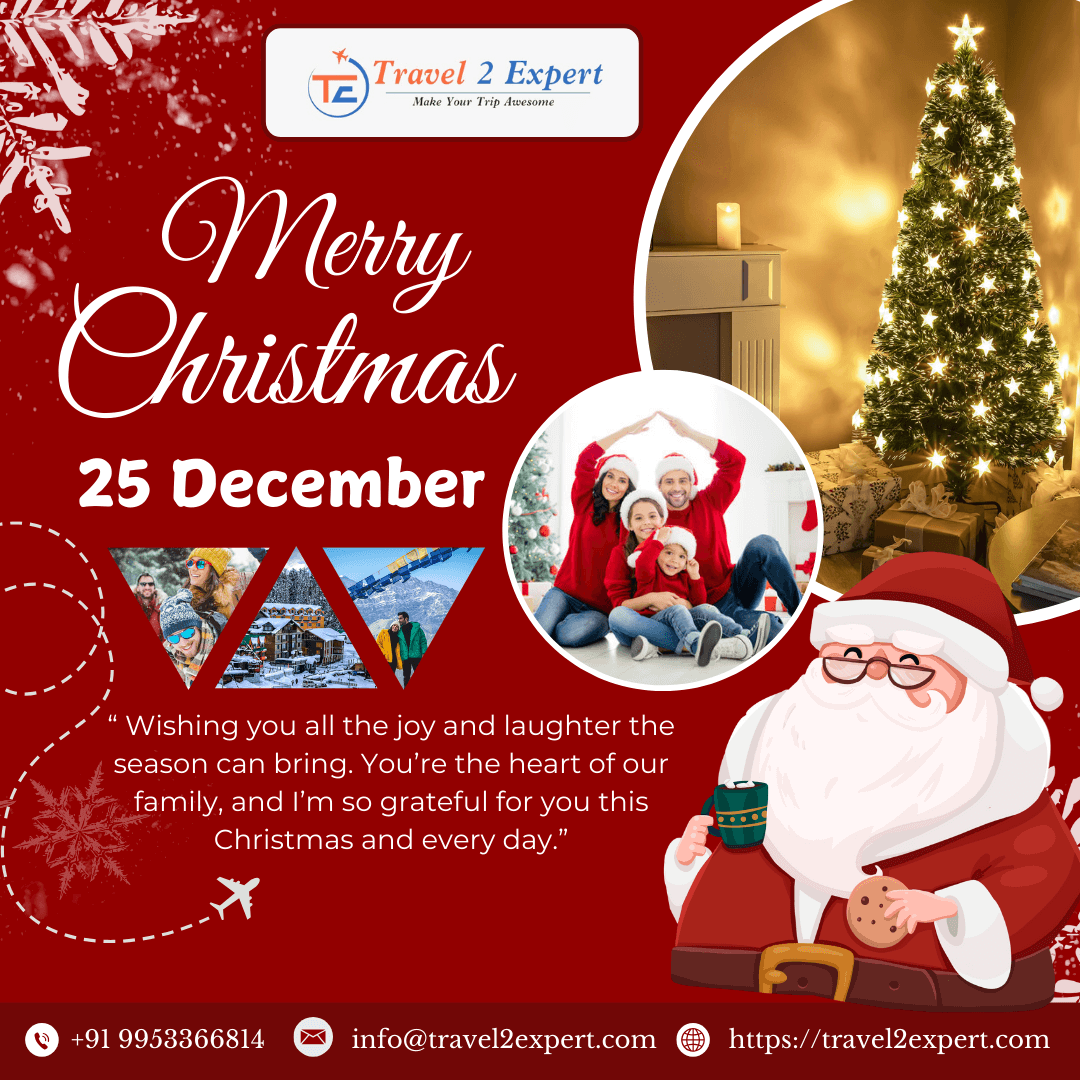 TE Travel 2 Expert
Make Your Trip Awesome
Merry
Christmas
25 December
“ Wishing you all the joy and laughter the
season can bring. You’re the heart of our
family, and I’m so grateful for you this
Christmas and every day.”
+91 9953366814 info@travel2expert.com https://travel2expert.com